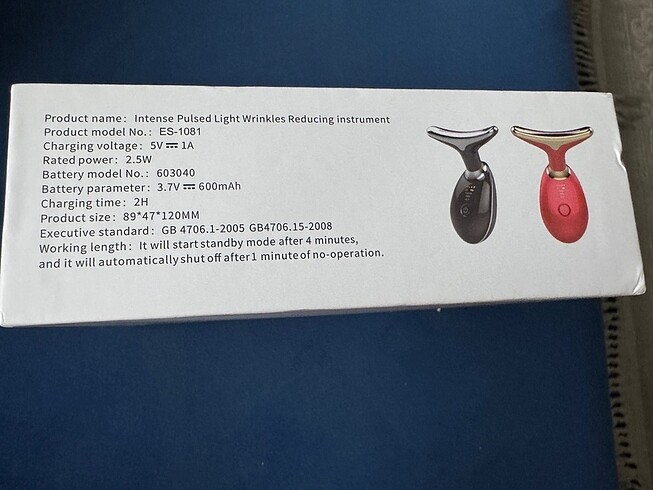 Product name: Intense Pulsed Light Wrinkles Reducing instrument
Product model No.: ES-1081
Charging voltage: 5V⎓1A
Rated power: 2.5W
Battery model No.: 603040
Battery parameter: 3.7V⎓600mAh
Charging time: 2H
Product size: 89*47*120MM
Executive standard: GB 4706.1-2005 GB4706.15-2008
Working length: It will start standby mode after 4 minutes,
and it will automatically shut off after1 minute of no-operation.